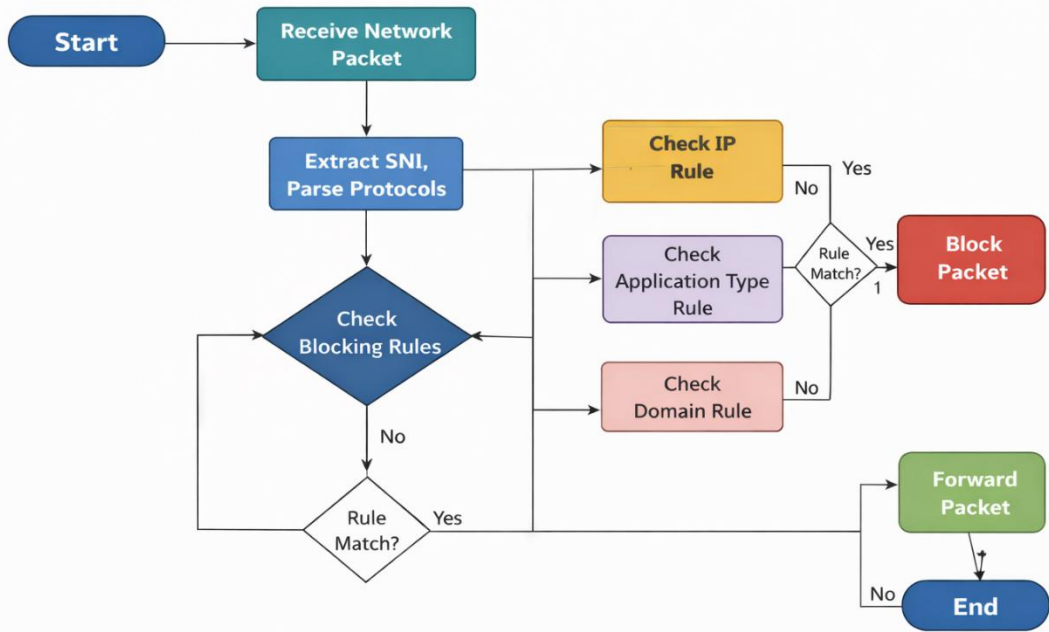 Start
Receive Network
Packet
Extract SNI,
Parse Protocols
Check IP
Rule
Yes
No
Check
Application Type
Rule
Rule
Match?
Yes
1
Block
Packet
Check
Blocking Rules
Check
Domain Rule
No
No
Rule
Match?
Yes
Forward
Packet
No
End